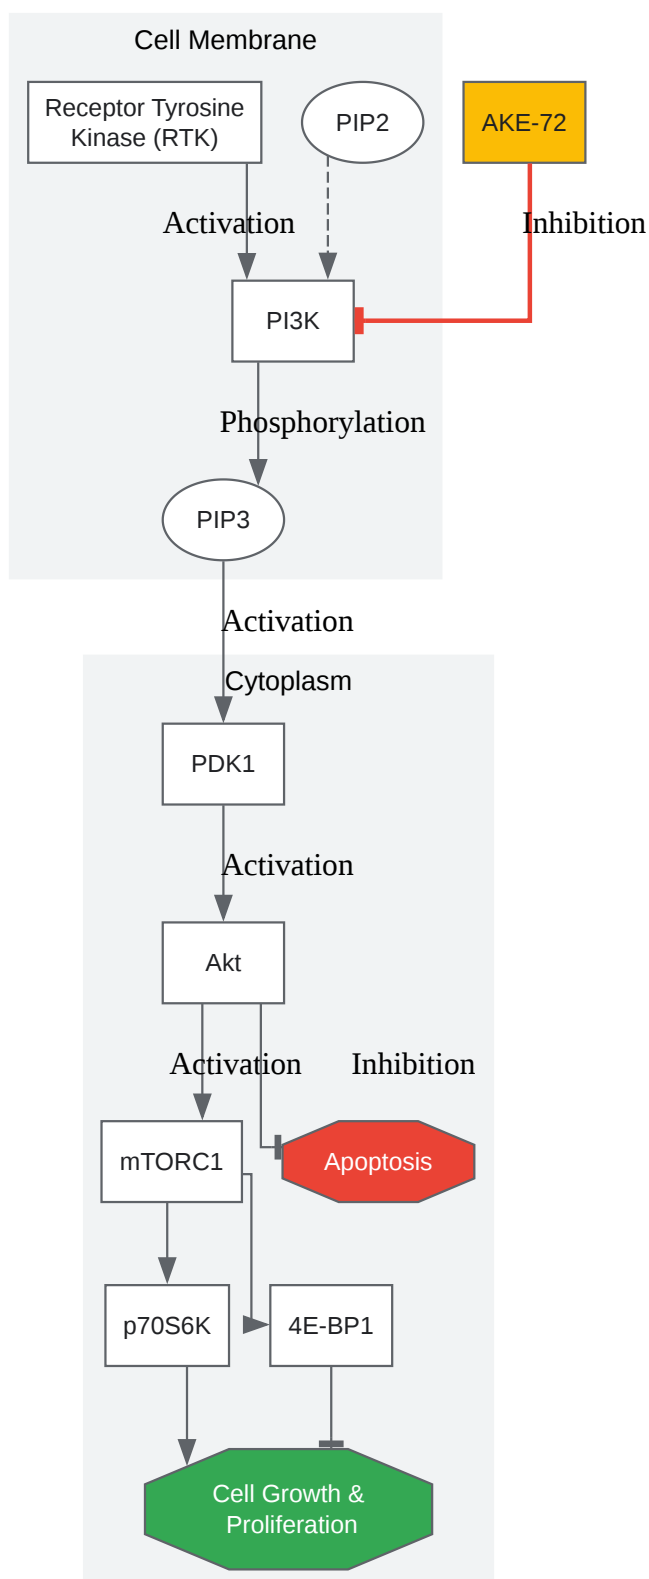 Cell Membrane
Receptor Tyrosine
Kinase (RTK)
PIP2
AKE-72
Activation
Inhibition
PI3K
Phosphorylation
PIP3
Activation
Cytoplasm
PDK1
Activation
Akt
Activation
Inhibition
mTORC1
Apoptosis
p70S6K
4E-BP1
Cell Growth &
Proliferation